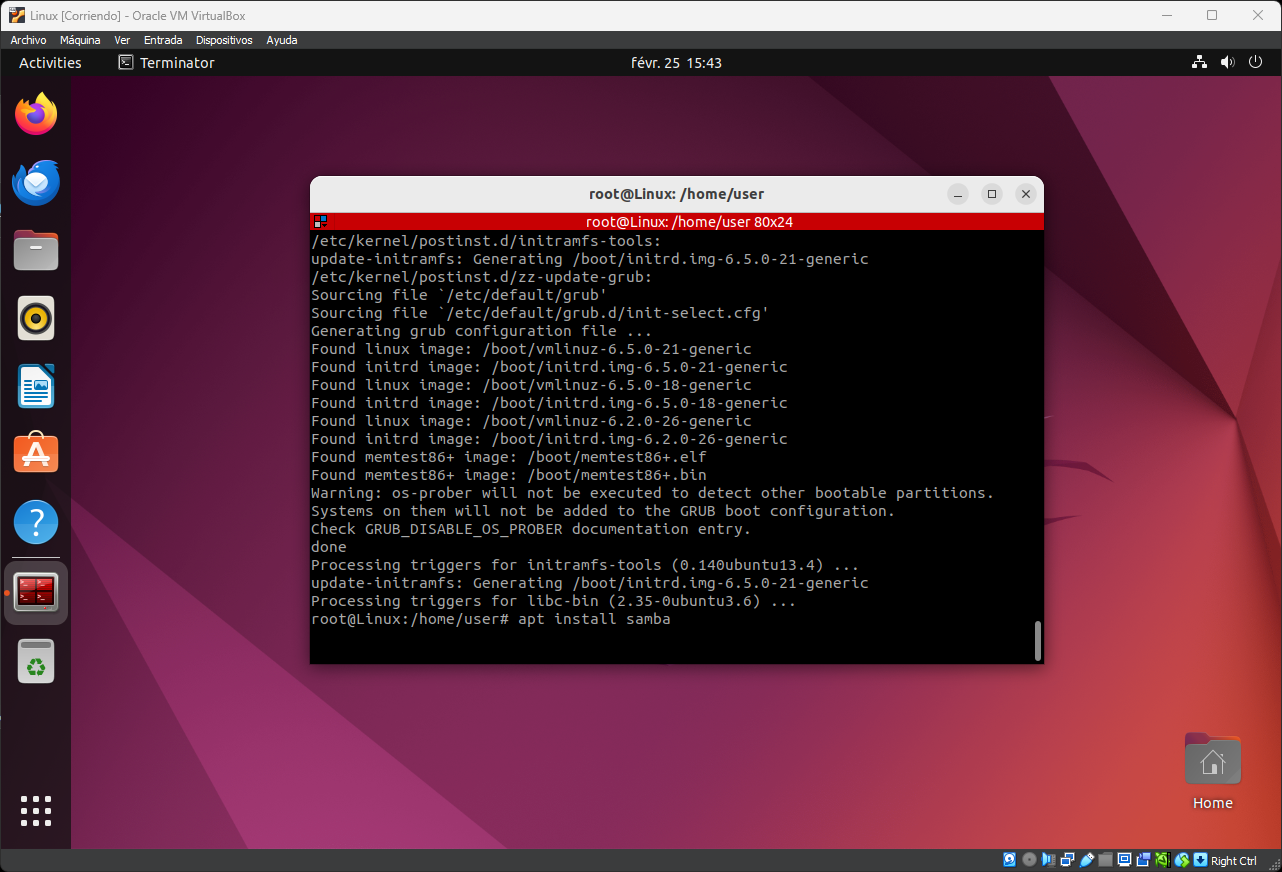 Linux [Corriendo] - Oracle VM VirtualBox
Archivo Máquina Ver Entrada Dispositivos Ayuda
Activities Terminator févr. 25 15:43
root@Linux: /home/user
root@Linux: /home/user 80x24
/etc/kernel/postinst.d/initramfs-tools:
update-initramfs: Generating /boot/initrd.img-6.5.0-21-generic
/etc/kernel/postinst.d/zz-update-grub:
Sourcing file `/etc/default/grub'
Sourcing file `/etc/default/grub.d/init-select.cfg'
Generating grub configuration file ...
Found linux image: /boot/vmlinuz-6.5.0-21-generic
Found initrd image: /boot/initrd.img-6.5.0-21-generic
Found linux image: /boot/vmlinuz-6.5.0-18-generic
Found initrd image: /boot/initrd.img-6.5.0-18-generic
Found linux image: /boot/vmlinuz-6.2.0-26-generic
Found initrd image: /boot/initrd.img-6.2.0-26-generic
Found memtest86+ image: /boot/memtest86+.elf
Found memtest86+ image: /boot/memtest86+.bin
Warning: os-prober will not be executed to detect other bootable partitions.
Systems on them will not be added to the GRUB boot configuration.
Check GRUB_DISABLE_OS_PROBER documentation entry.
done
Processing triggers for initramfs-tools (0.140ubuntu13.4) ...
update-initramfs: Generating /boot/initrd.img-6.5.0-21-generic
Processing triggers for libc-bin (2.35-0ubuntu3.6) ...
root@Linux:/home/user# apt install samba
Home
Right Ctrl